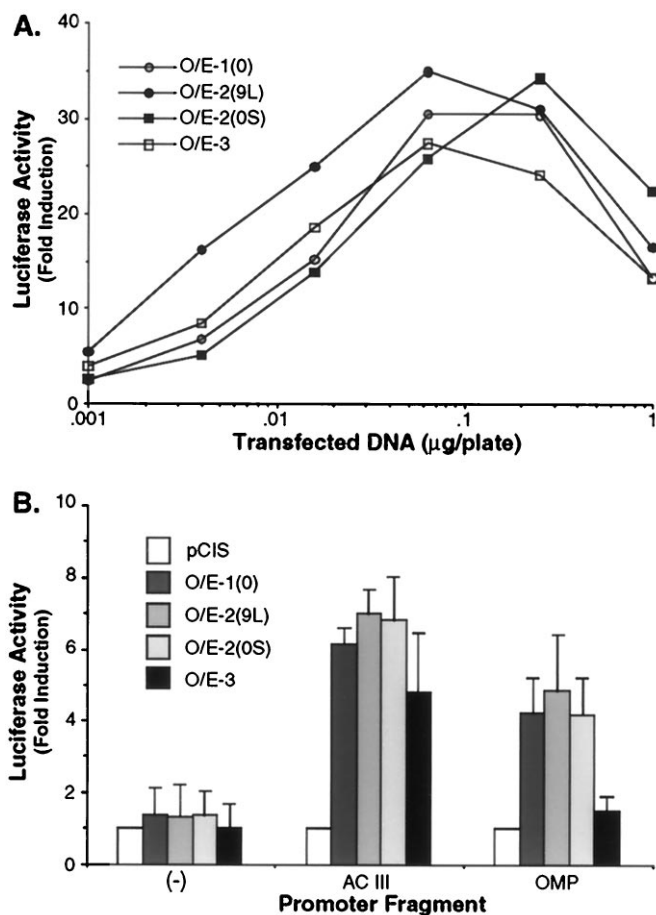 A.
O/E-1(0)
O/E-2(9L)
O/E-2(0S)
O/E-3
Luciferase Activity
(Fold Induction)
40
30
20
10
0
.001
.01
.1
1
Transfected DNA (µg/plate)
B.
pCIS
O/E-1(0)
O/E-2(9L)
O/E-2(0S)
O/E-3
Luciferase Activity
(Fold Induction)
10
8
6
4
2
0
(-)
AC III
OMP
Promoter Fragment